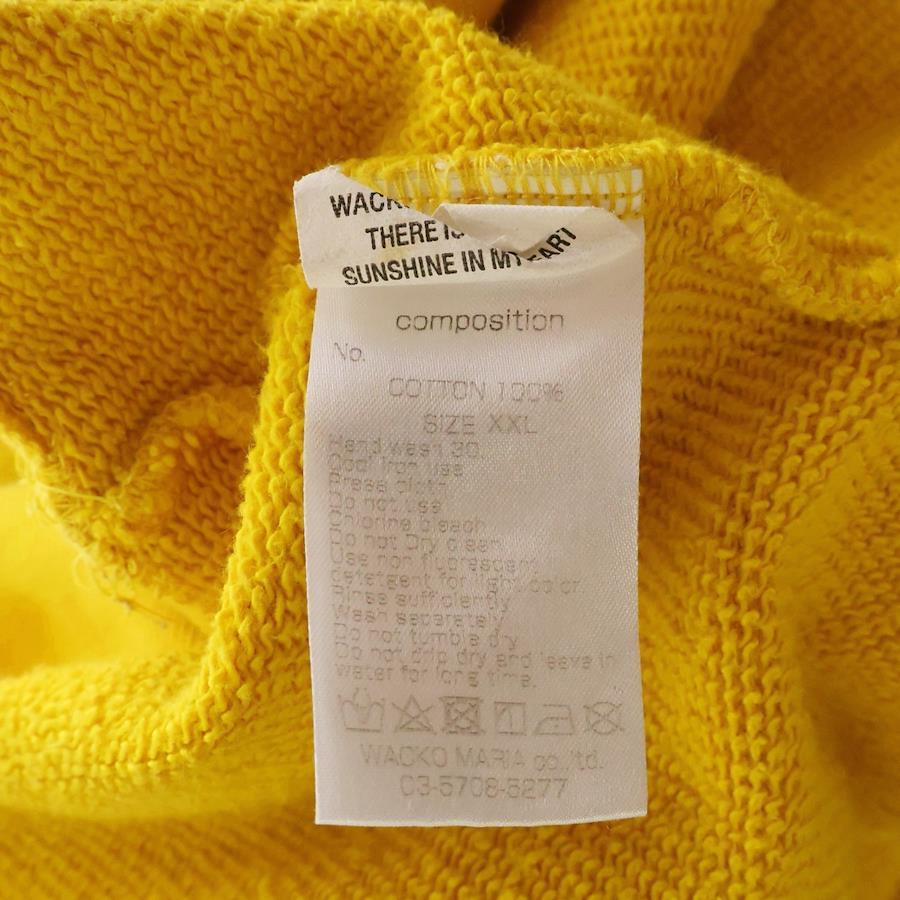 WACK
THERE IS
SUNSHINE IN MY EART
composition
No.
COTTON 100%
SIZE XXL
Hand wash 30.
Cool iron use
Press cloth
Do not use
Chlorine bleach
Do not Dry clean
Use non fluorescent
detetgent for light color
Rinse sufficiently
Wash separately
Do not tumble dry
Do not drip dry and leave in
water for long time.
WACKO MARIA co.,ltd.
03-5708-5277